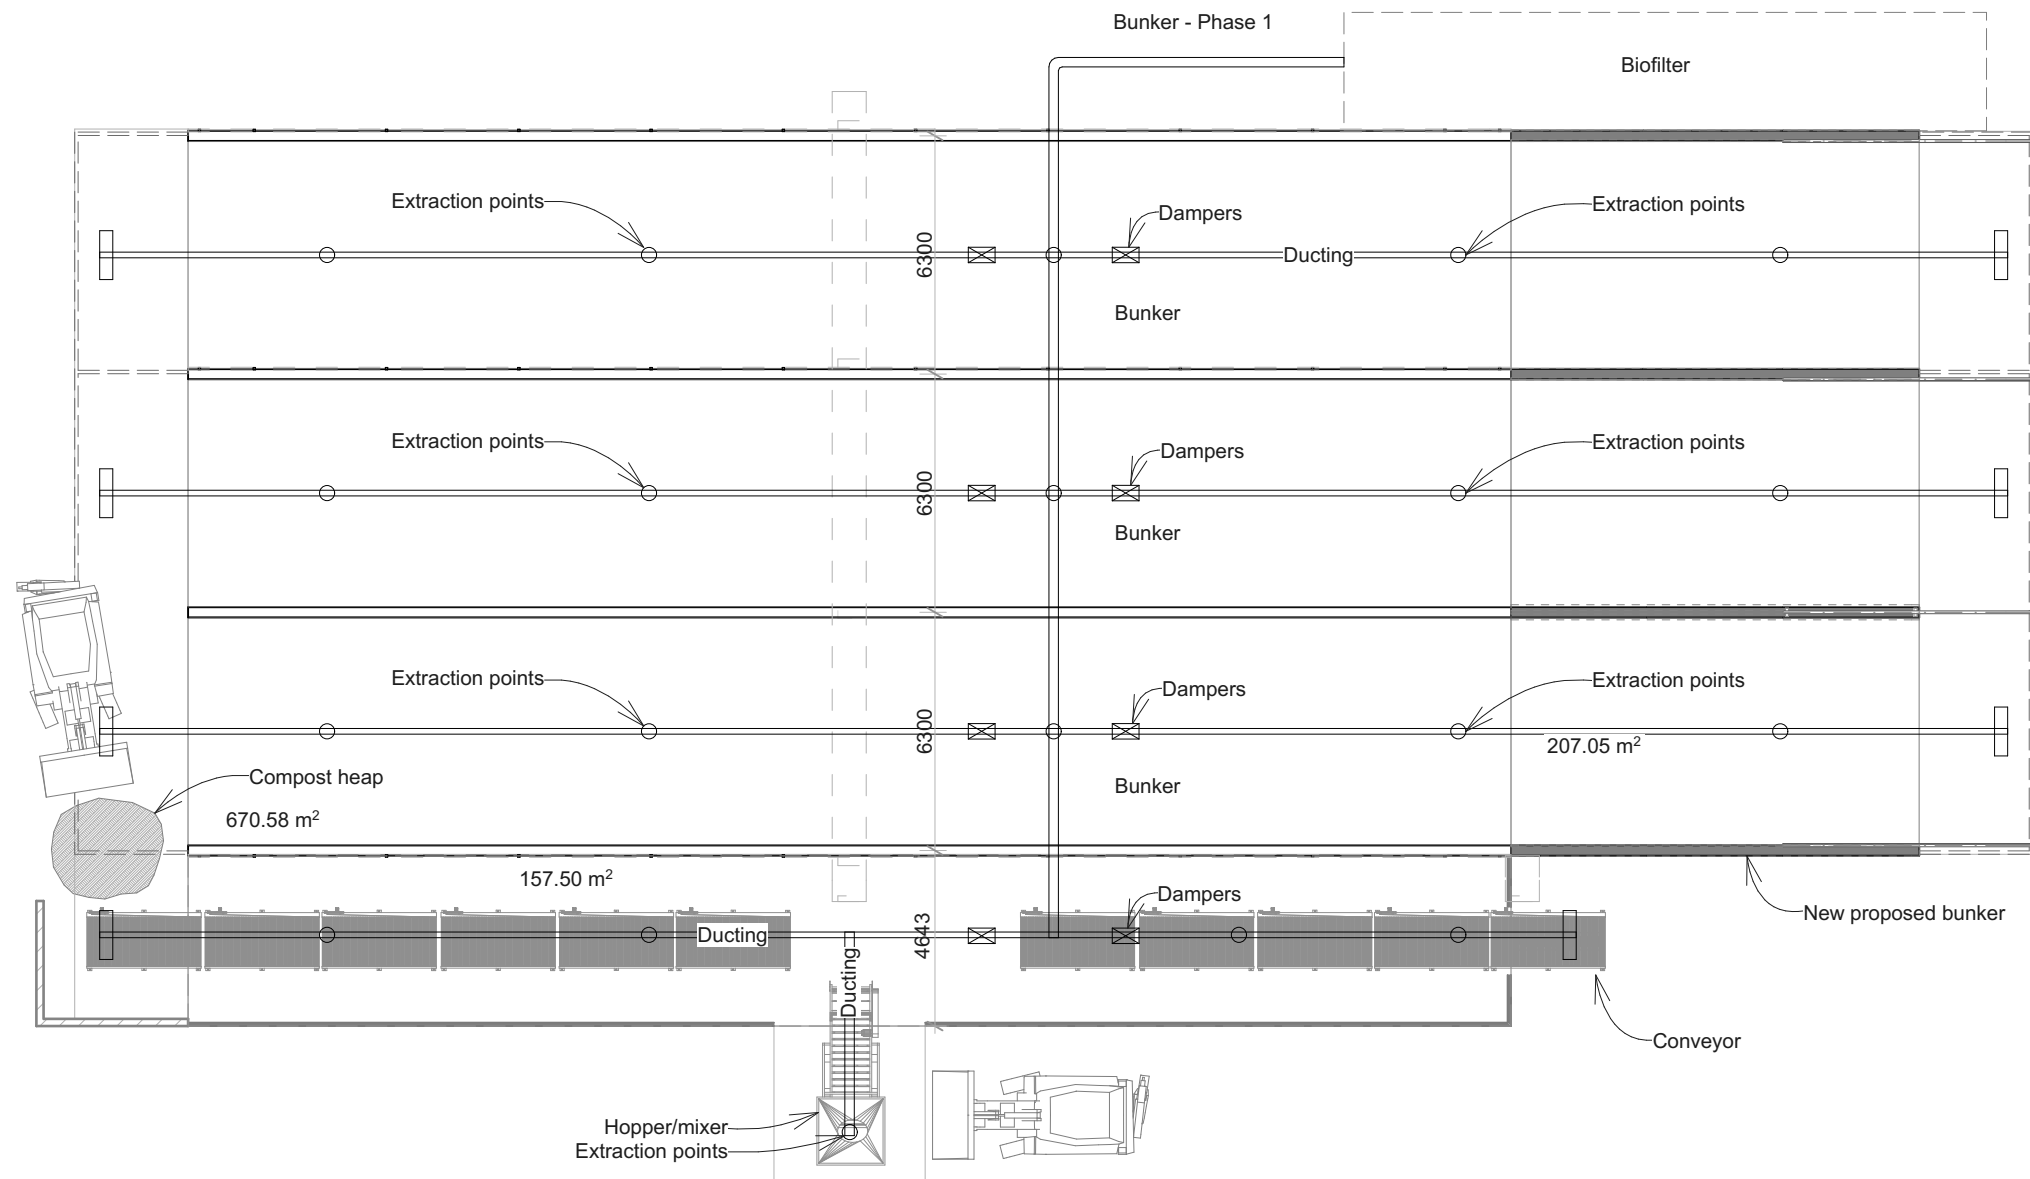 Bunker - Phase 1
Biofilter
Extraction points
Dampers
Extraction points
6300
Ducting
Bunker
Extraction points
Dampers
Extraction points
6300
Bunker
Extraction points
Dampers
Extraction points
6300
207.05 m²
Compost heap
Bunker
670.58 m²
157.50 m²
Dampers
New proposed bunker
Ducting
4643
Ducting
Conveyor
Hopper/mixer
Extraction points